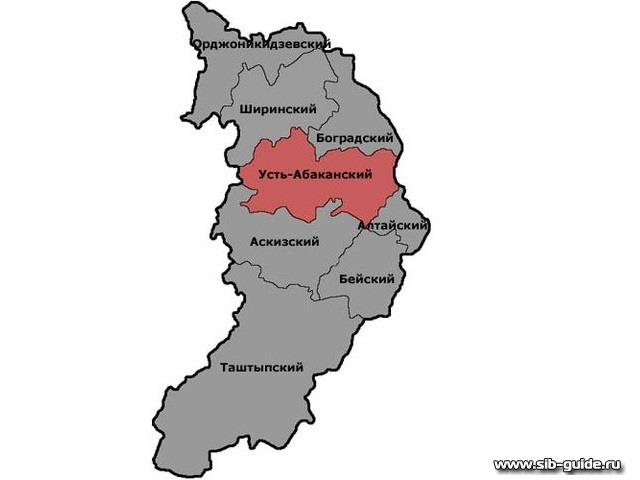 Орджоникидзевский
Ширинский
Боградский
Усть-Абаканский
Алтайский
Аскизский
Бейский
Таштыпский
www.sib-guide.ru